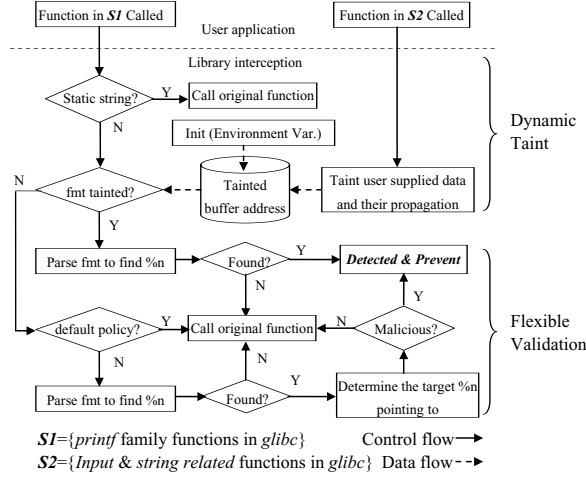 Function in S1 Called
Function in S2 Called
User application
Library interception
Static string?
Y
Call original function
N
Init (Environment Var.)
Dynamic
Taint
N
fmt tainted?
Tainted
buffer address
Taint user supplied data
and their propagation
Y
Parse fmt to find %n
Found?
Y
Detected & Prevent
N
Y
default policy?
Y
Call original function
N
Malicious?
Flexible
Validation
N
N
Parse fmt to find %n
Found?
Y
Determine the target %n
pointing to
S1={printf family functions in glibc}
Control flow
S2={Input & string related functions in glibc}
Data flow